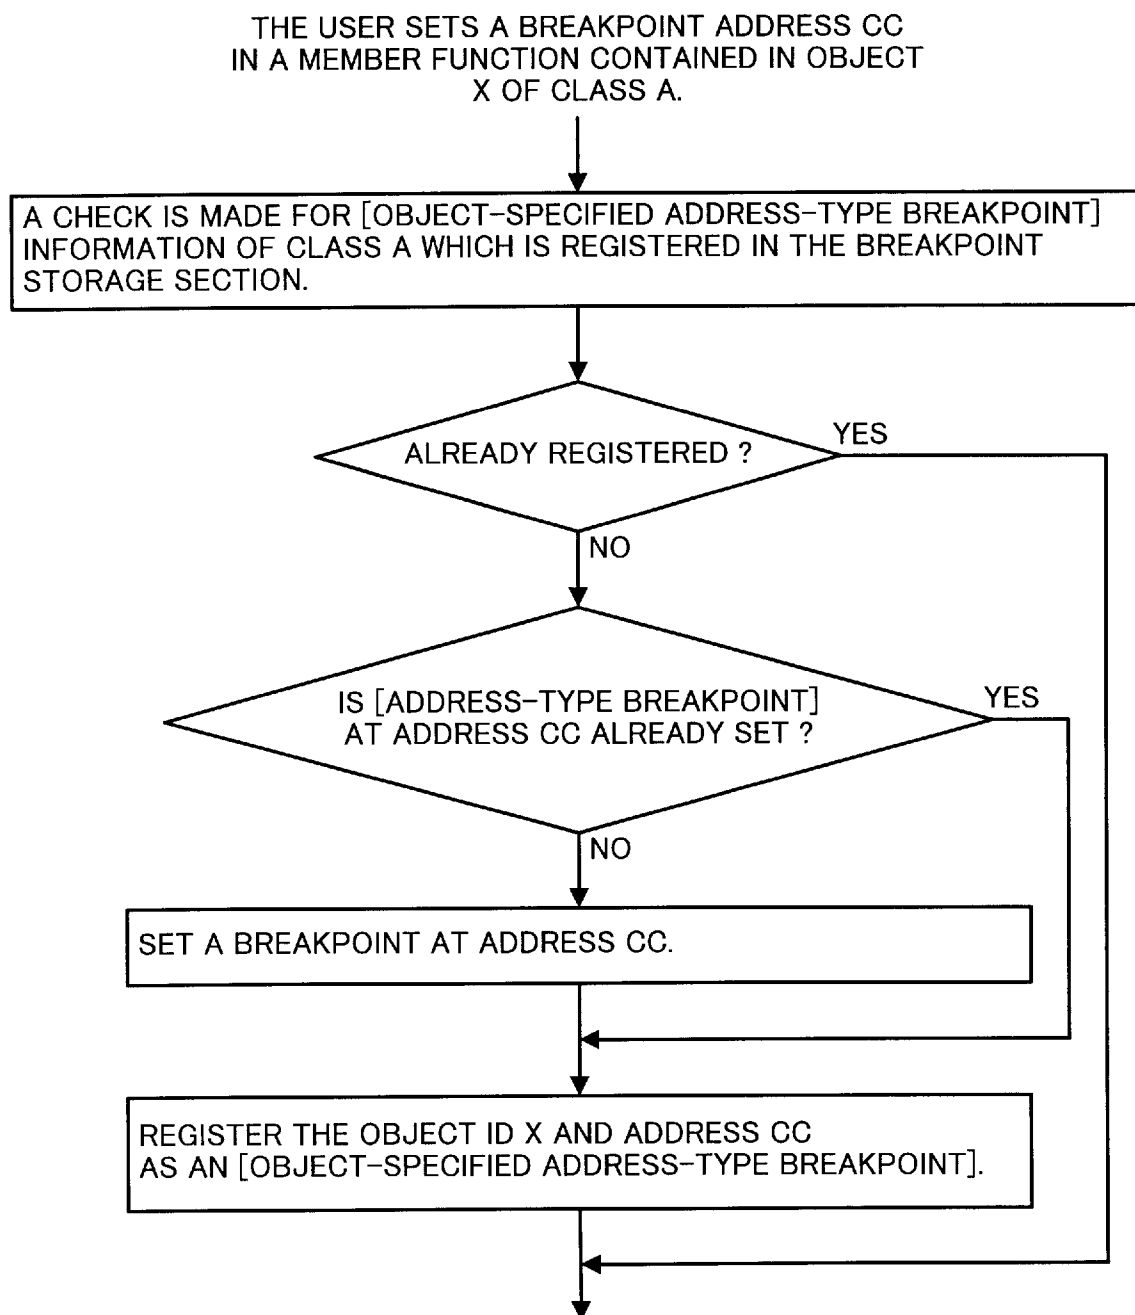 THE USER SETS A BREAKPOINT ADDRESS CC
IN A MEMBER FUNCTION CONTAINED IN OBJECT
X OF CLASS A.
A CHECK IS MADE FOR [OBJECT-SPECIFIED ADDRESS-TYPE BREAKPOINT]
INFORMATION OF CLASS A WHICH IS REGISTERED IN THE BREAKPOINT
STORAGE SECTION.
ALREADY REGISTERED ?
YES
NO
IS [ADDRESS-TYPE BREAKPOINT]
AT ADDRESS CC ALREADY SET ?
YES
NO
SET A BREAKPOINT AT ADDRESS CC.
REGISTER THE OBJECT ID X AND ADDRESS CC
AS AN [OBJECT-SPECIFIED ADDRESS-TYPE BREAKPOINT].